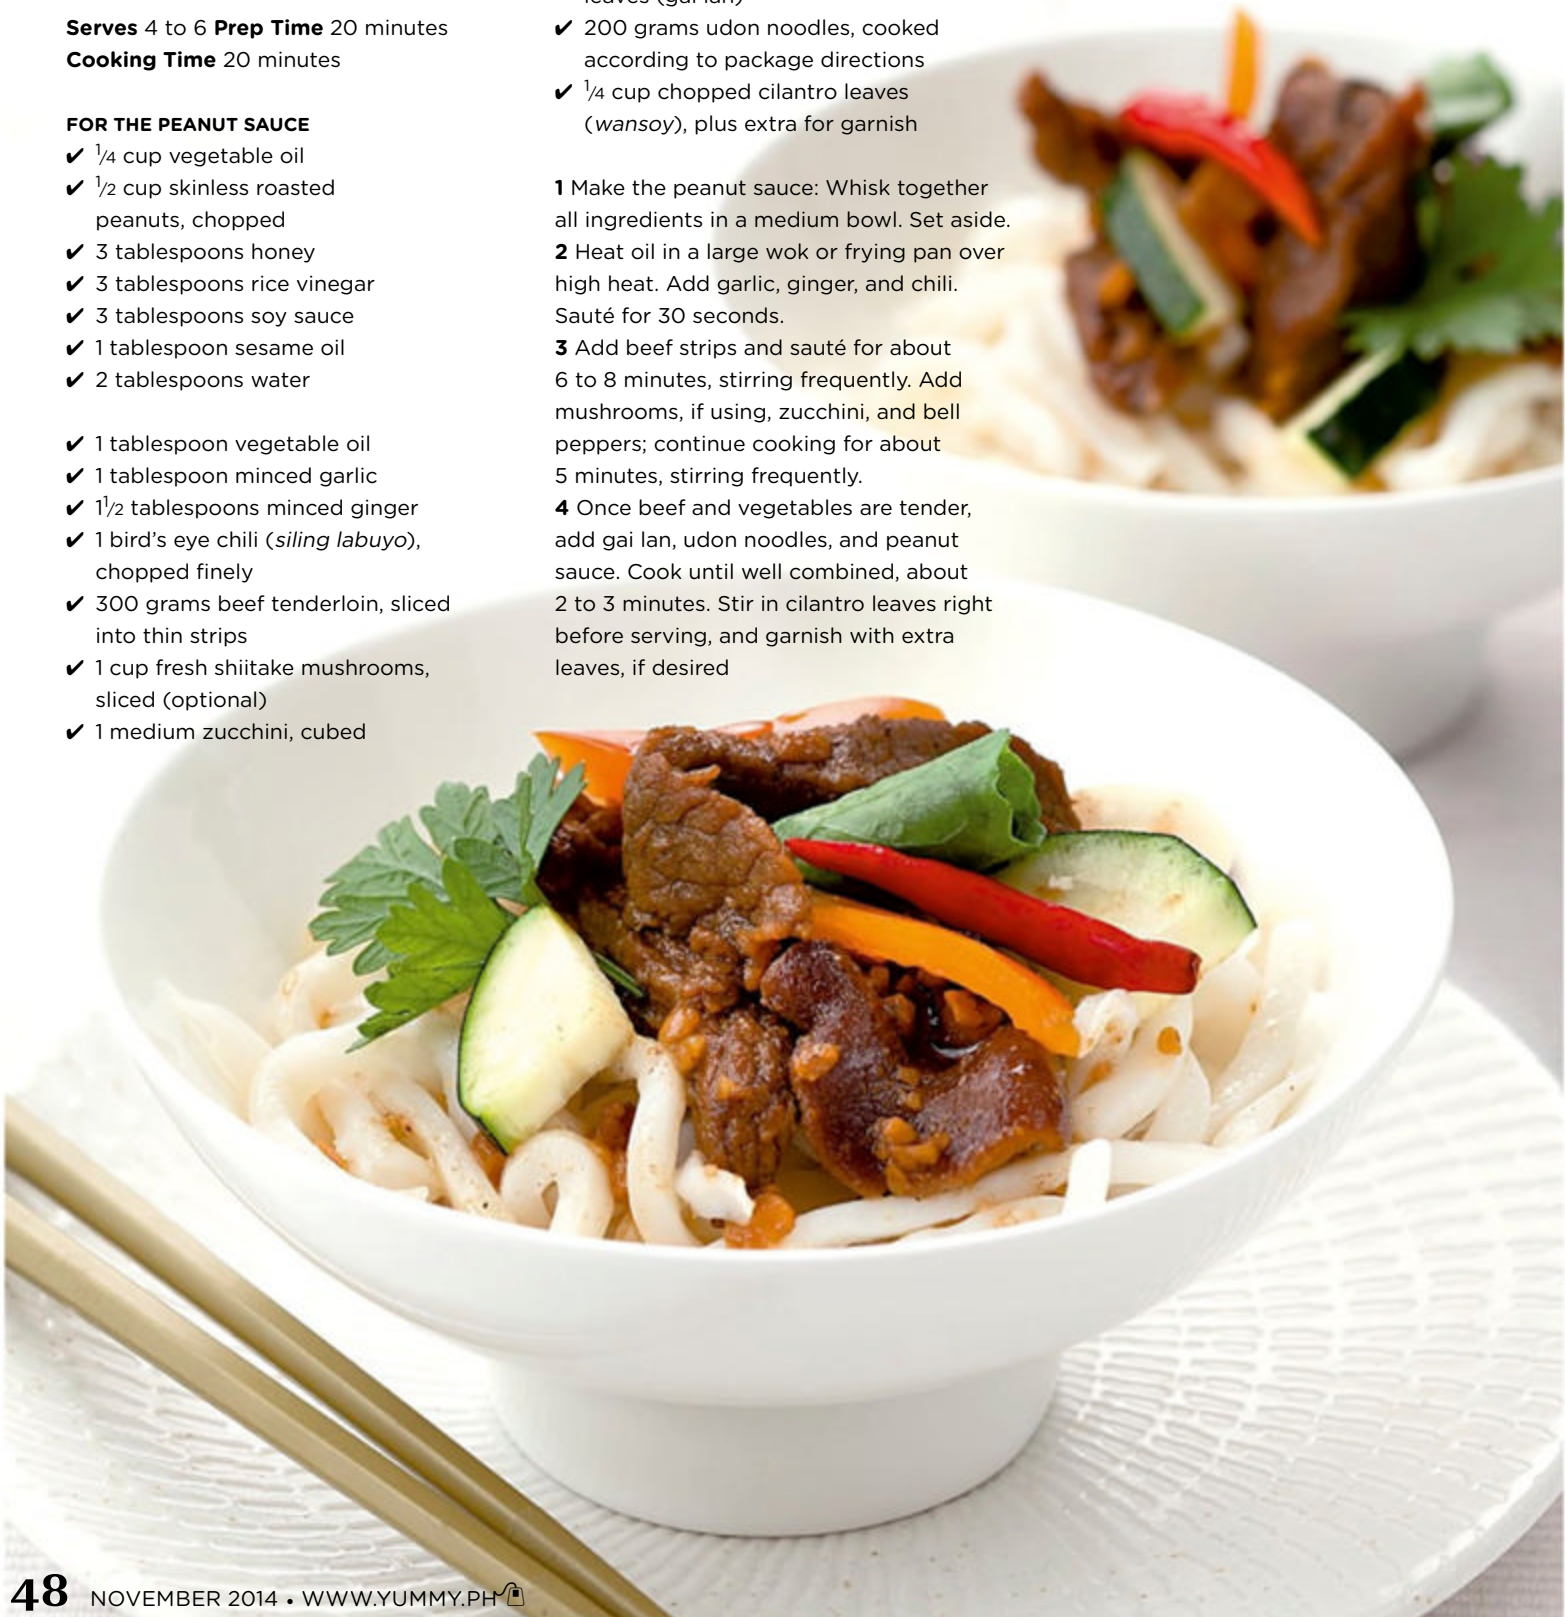 Serves 4 to 6 Prep Time 20 minutes
Cooking Time 20 minutes
FOR THE PEANUT SAUCE
✔ 1/4 cup vegetable oil
✔ 1/2 cup skinless roasted
peanuts, chopped
✔ 3 tablespoons honey
✔ 3 tablespoons rice vinegar
✔ 3 tablespoons soy sauce
✔ 1 tablespoon sesame oil
✔ 2 tablespoons water
✔ 1 tablespoon vegetable oil
✔ 1 tablespoon minced garlic
✔ 1 1/2 tablespoons minced ginger
✔ 1 bird’s eye chili (siling labuyo),
chopped finely
✔ 300 grams beef tenderloin, sliced
into thin strips
✔ 1 cup fresh shiitake mushrooms,
sliced (optional)
✔ 1 medium zucchini, cubed
leaves (gai lan)
✔ 200 grams udon noodles, cooked
according to package directions
✔ 1/4 cup chopped cilantro leaves
(wansoy), plus extra for garnish
1 Make the peanut sauce: Whisk together
all ingredients in a medium bowl. Set aside.
2 Heat oil in a large wok or frying pan over
high heat. Add garlic, ginger, and chili.
Sauté for 30 seconds.
3 Add beef strips and sauté for about
6 to 8 minutes, stirring frequently. Add
mushrooms, if using, zucchini, and bell
peppers; continue cooking for about
5 minutes, stirring frequently.
4 Once beef and vegetables are tender,
add gai lan, udon noodles, and peanut
sauce. Cook until well combined, about
2 to 3 minutes. Stir in cilantro leaves right
before serving, and garnish with extra
leaves, if desired
48 NOVEMBER 2014 • WWW.YUMMY.PH